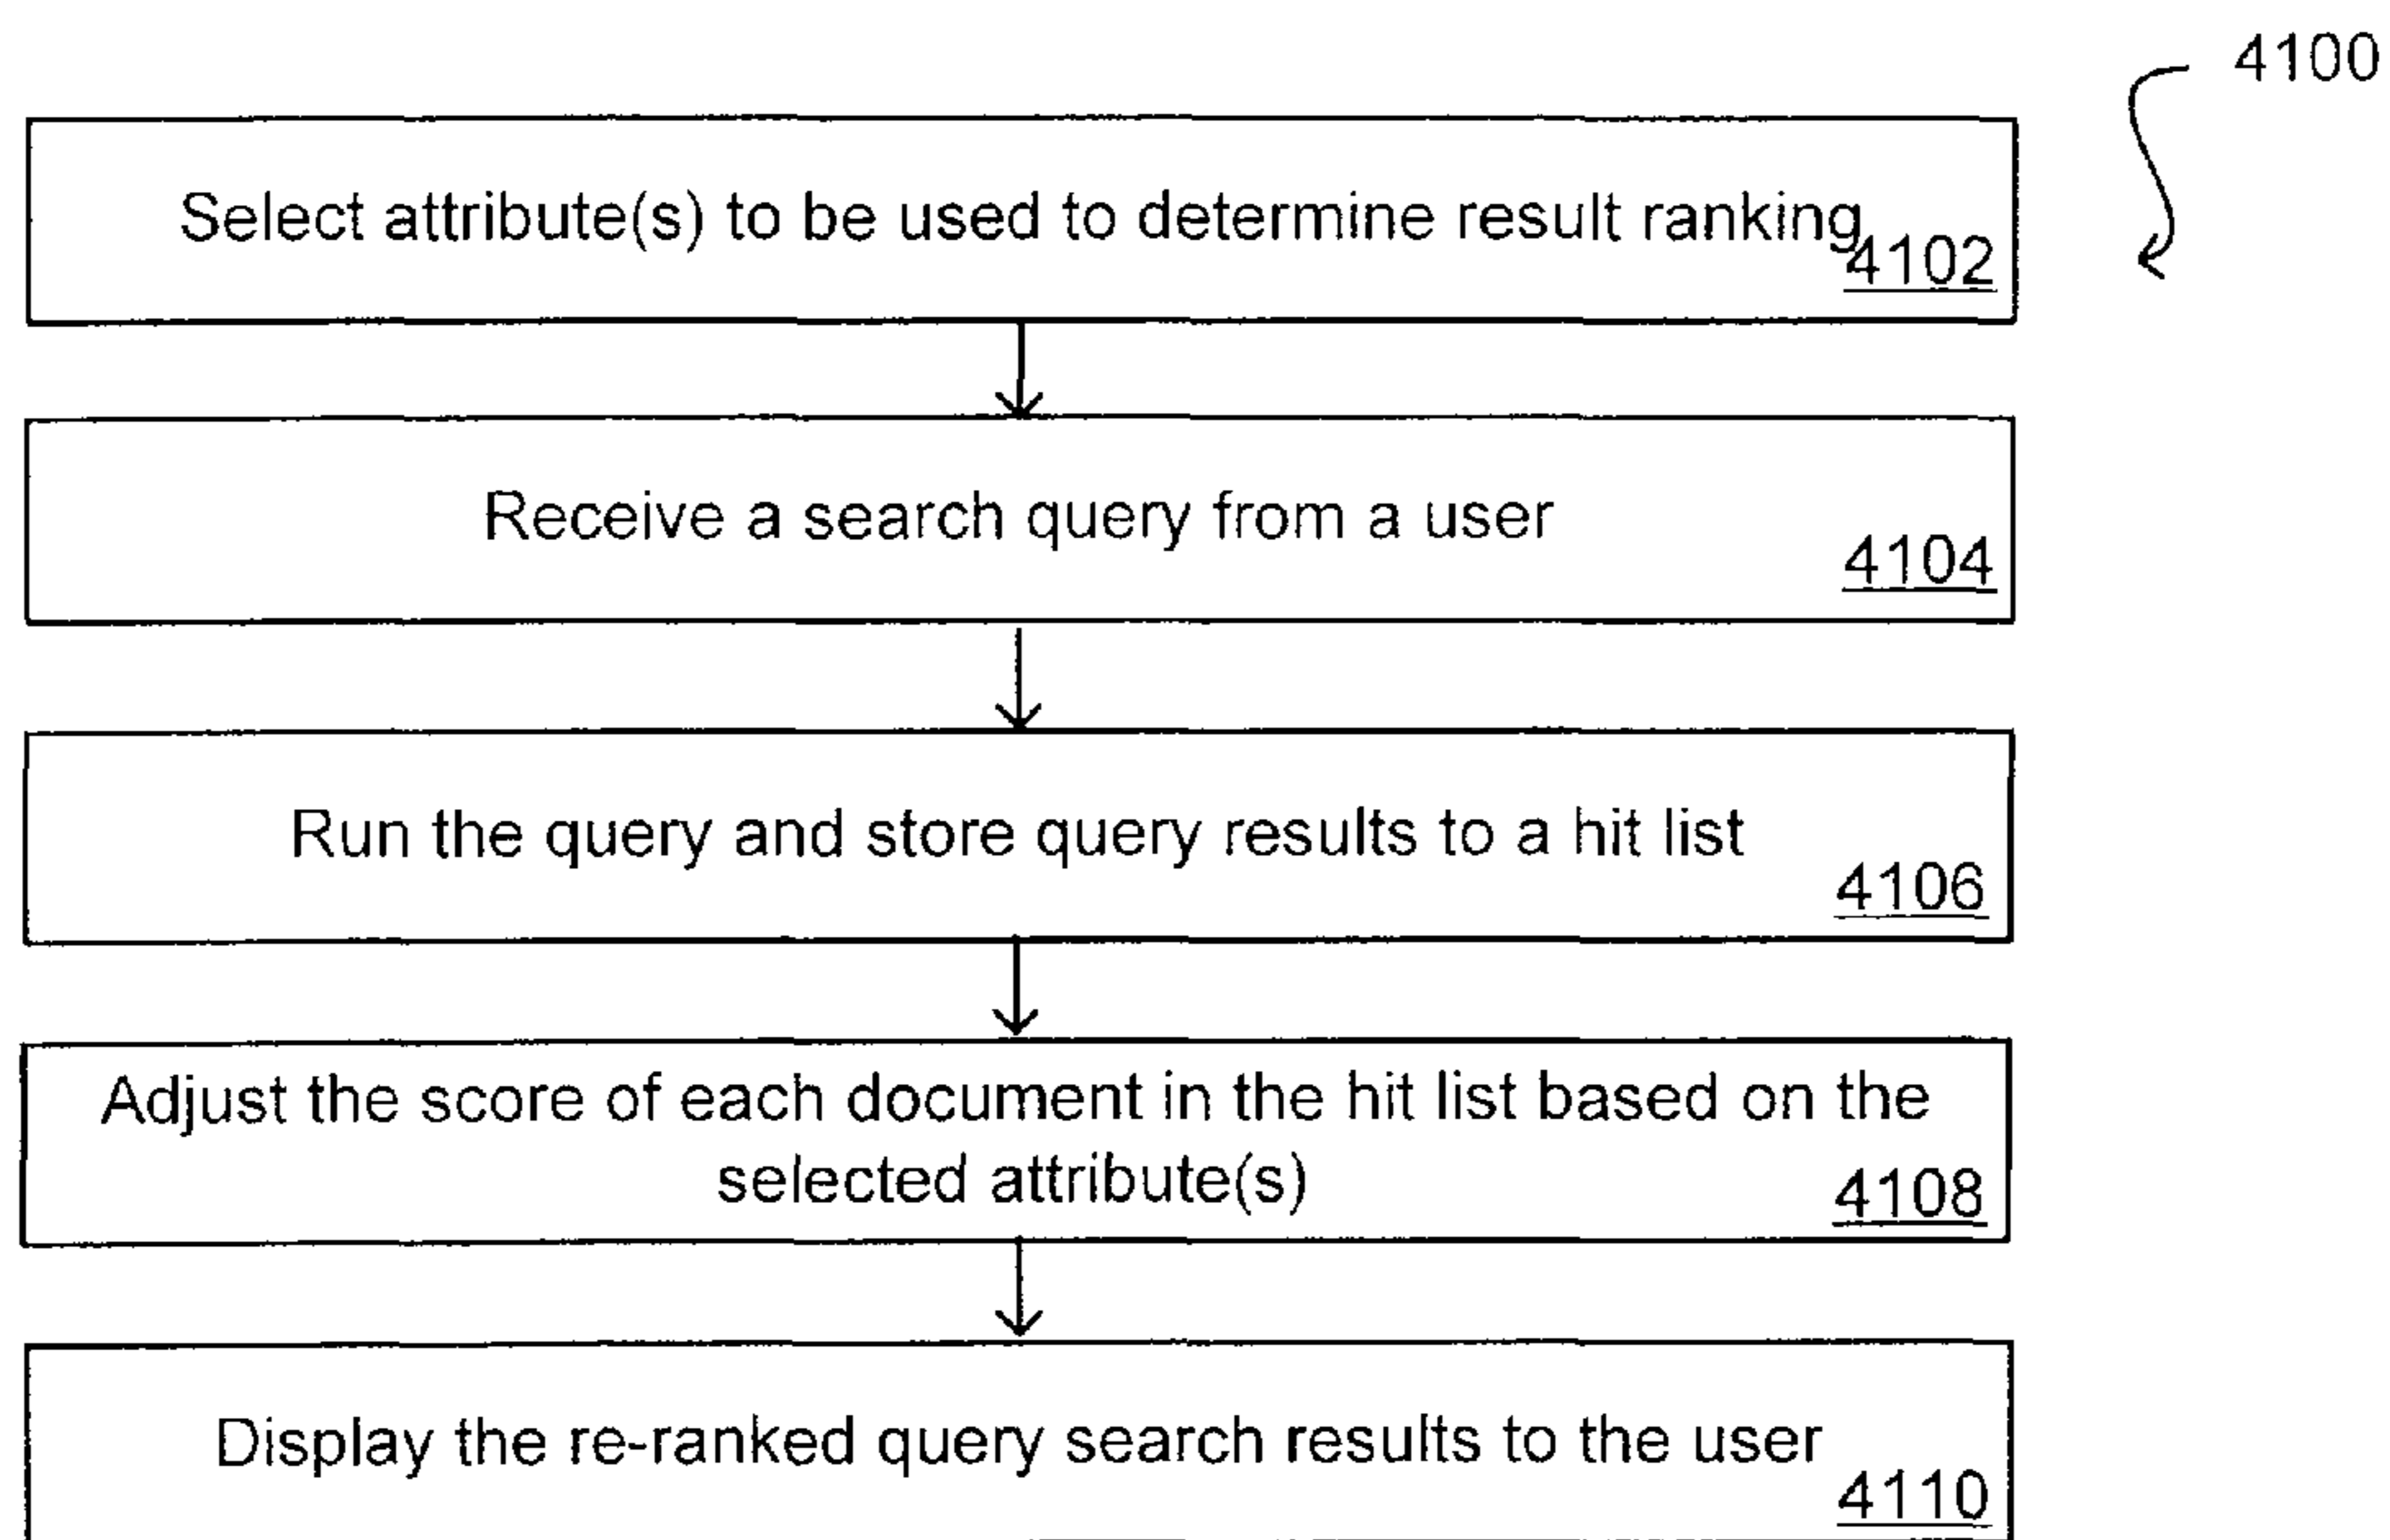 4100
Select attribute(s) to be used to determine result ranking
4102
Receive a search query from a user
4104
Run the query and store query results to a hit list
4106
Adjust the score of each document in the hit list based on the
selected attribute(s)
4108
Display the re-ranked query search results to the user
4110